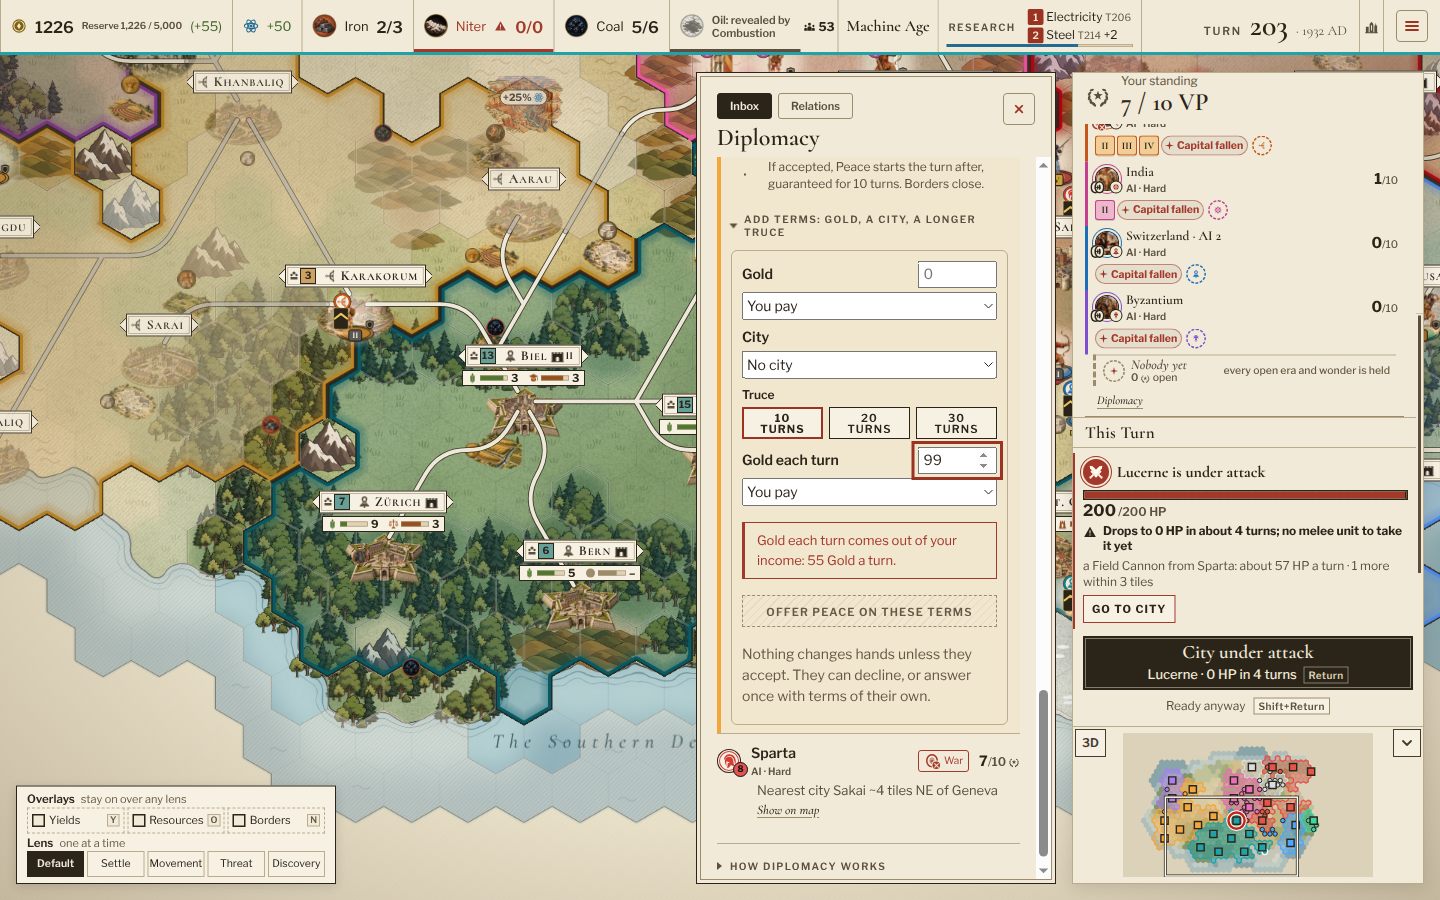 1226 Reserve 1,226 / 5,000 (+55)
+50
Iron 2/3
Niter 0/0
Coal 5/6
Oil: revealed by
Combustion
53
Machine Age
RESEARCH
1 Electricity T206
2 Steel T214 +2
TURN 203 · 1932 AD
KHANBALIQ
+25%
AARAU
GDU
3 KARAKORUM
II
SARAI
13 BIEL II
3 3
15
ALIQ
7 ZÜRICH
9 3
6 BERN
5 –
The Southern De
Overlays stay on over any lens
Yields Y
Resources O
Borders N
Lens one at a time
Default Settle Movement Threat Discovery
Inbox Relations ×
Diplomacy
· If accepted, Peace starts the turn after,
guaranteed for 10 turns. Borders close.
ADD TERMS: GOLD, A CITY, A LONGER
TRUCE
Gold 0
You pay
City
No city
Truce
10
TURNS
20
TURNS
30
TURNS
Gold each turn 99
You pay
Gold each turn comes out of your
income: 55 Gold a turn.
OFFER PEACE ON THESE TERMS
Nothing changes hands unless they
accept. They can decline, or answer
once with terms of their own.
8 Sparta War 7/10
AI · Hard
Nearest city Sakai ~4 tiles NE of Geneva
Show on map
HOW DIPLOMACY WORKS
Your standing
7 / 10 VP
AI · Hard
II III IV Capital fallen
India 1/10
AI · Hard
II Capital fallen
Switzerland · AI 2 0/10
AI · Hard
Capital fallen
Byzantium 0/10
AI · Hard
Capital fallen
Nobody yet
0 open
every open era and wonder is held
Diplomacy
This Turn
Lucerne is under attack
200 /200 HP
Drops to 0 HP in about 4 turns; no melee unit to take
it yet
a Field Cannon from Sparta: about 57 HP a turn · 1 more
within 3 tiles
GO TO CITY
City under attack
Lucerne · 0 HP in 4 turns Return
Ready anyway Shift+Return
3D